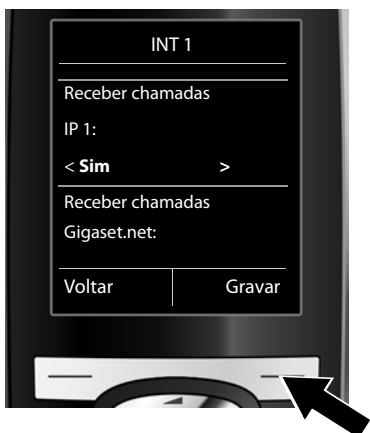 INT 1
Receber chamadas
IP 1:
< Sim >
Receber chamadas
Gigaset.net:
Voltar Gravar